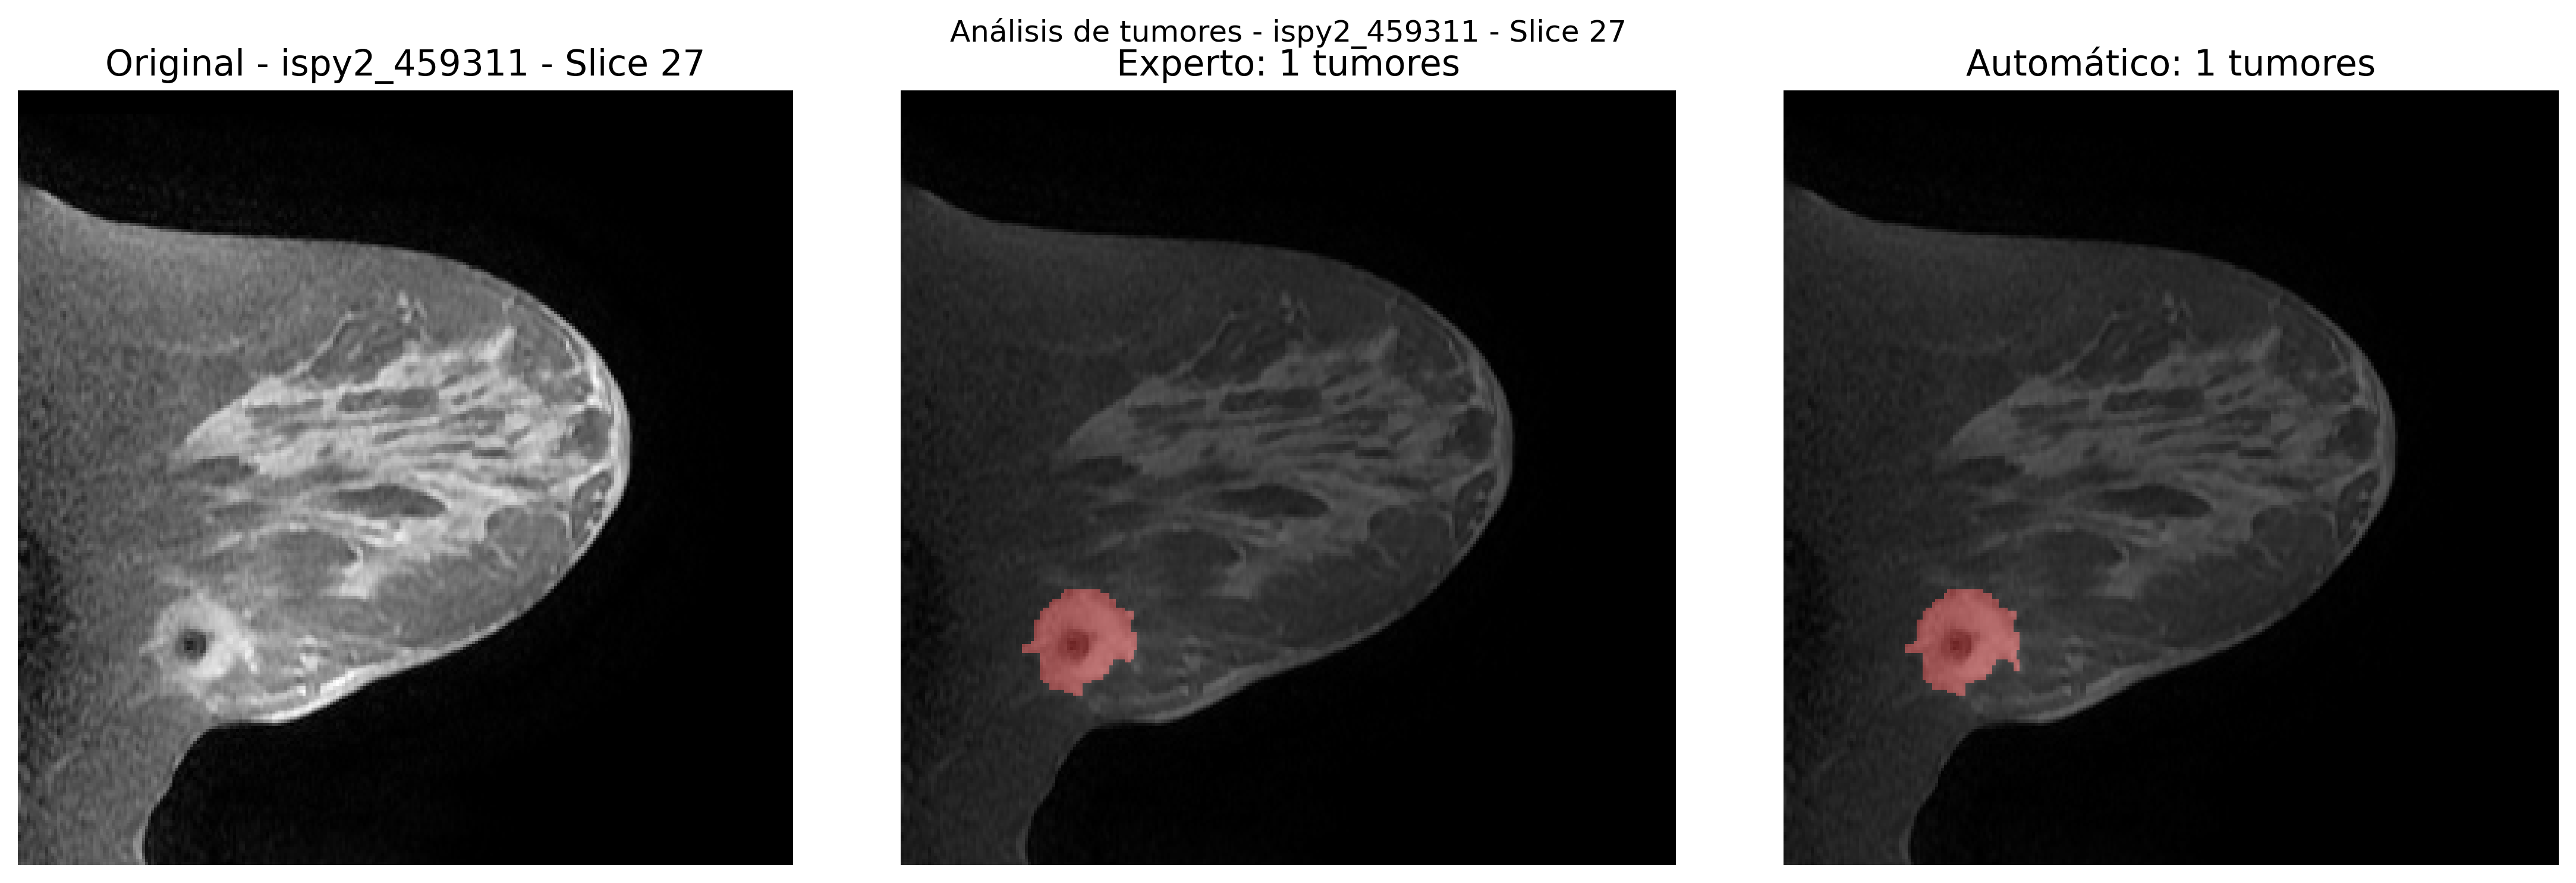 Análisis de tumores - ispy2_459311 - Slice 27
Original - ispy2_459311 - Slice 27
Experto: 1 tumores
Automático: 1 tumores